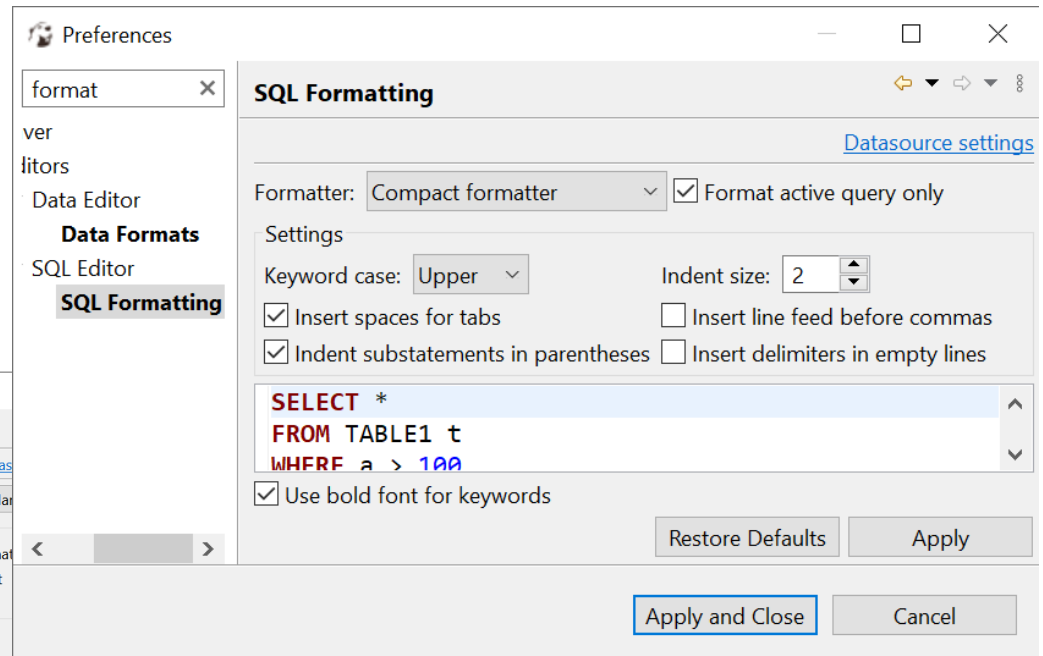 Preferences
format
SQL Formatting
ver
litors
Datasource settings
Data Editor
Formatter: Compact formatter Format active query only
Data Formats
Settings
SQL Editor
Keyword case: Upper Indent size: 2
SQL Formatting
Insert spaces for tabs Insert line feed before commas
Indent substatements in parentheses Insert delimiters in empty lines
SELECT *
FROM TABLE1 t
WHERE a > 100
Use bold font for keywords
Restore Defaults Apply
Apply and Close Cancel